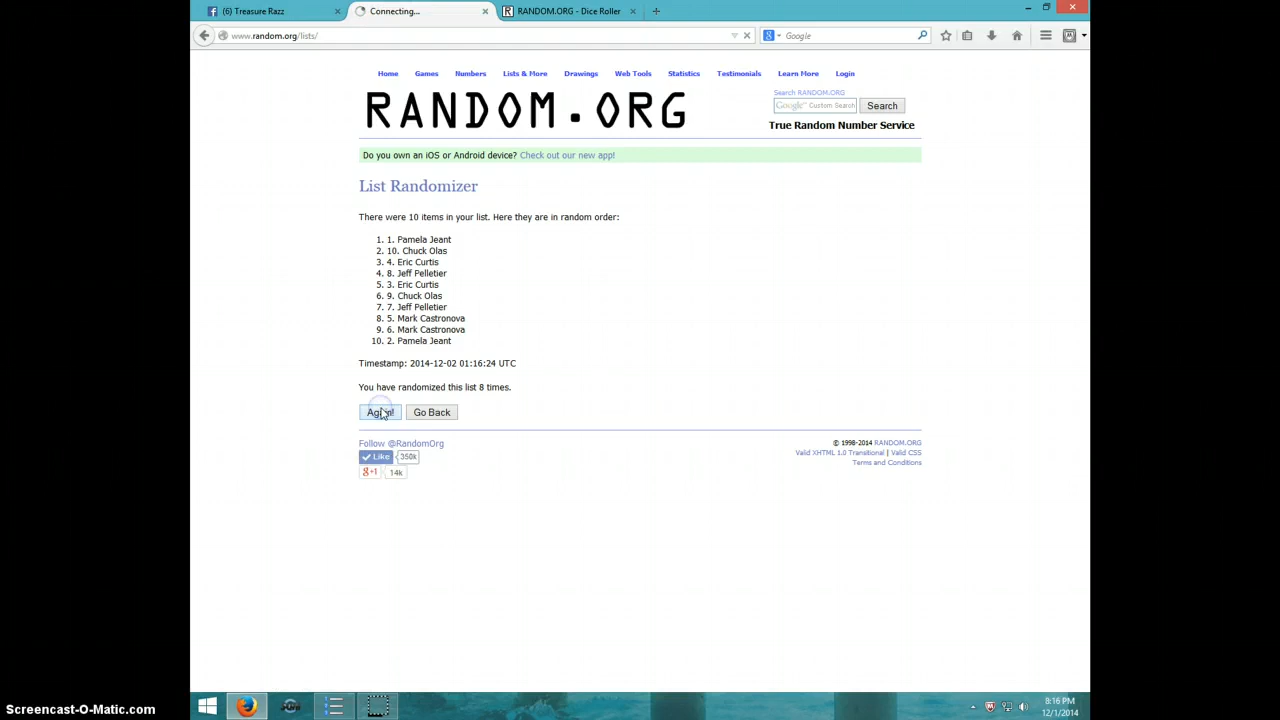 (6) Treasure Razz
Connecting...
RANDOM.ORG - Dice Roller
www.random.org/lists/
Google
Home Games Numbers Lists & More Drawings Web Tools Statistics Testimonials Learn More Login
RANDOM.ORG
Search RANDOM.ORG
Google™ Custom Search
Search
True Random Number Service
Do you own an iOS or Android device? Check out our new app!
List Randomizer
There were 10 items in your list. Here they are in random order:
1. 1. Pamela Jeant
2. 10. Chuck Olas
3. 4. Eric Curtis
4. 8. Jeff Pelletier
5. 3. Eric Curtis
6. 9. Chuck Olas
7. 7. Jeff Pelletier
8. 5. Mark Castronova
9. 6. Mark Castronova
10. 2. Pamela Jeant
Timestamp: 2014-12-02 01:16:24 UTC
You have randomized this list 8 times.
Again! Go Back
Follow @RandomOrg
Like 350k
g+1 14k
© 1998-2014 RANDOM.ORG
Valid XHTML 1.0 Transitional | Valid CSS
Terms and Conditions
8:16 PM
12/1/2014
Screencast-O-Matic.com